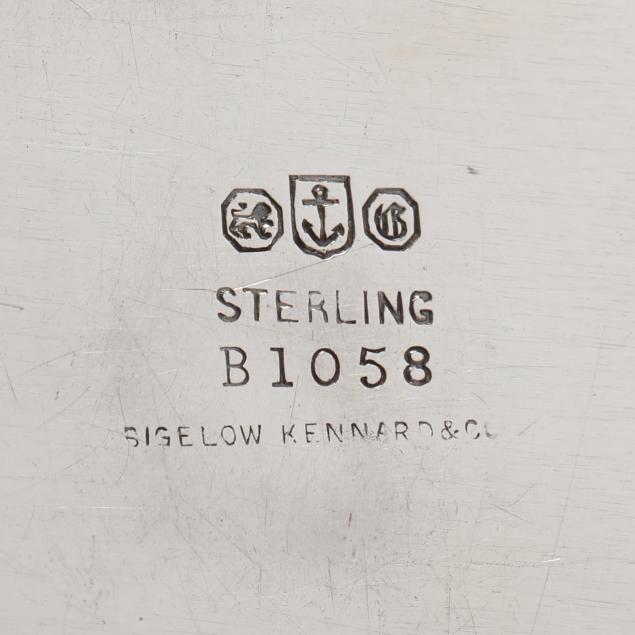 G
STERLING
B1058
BIGELOW KENNARD & CO